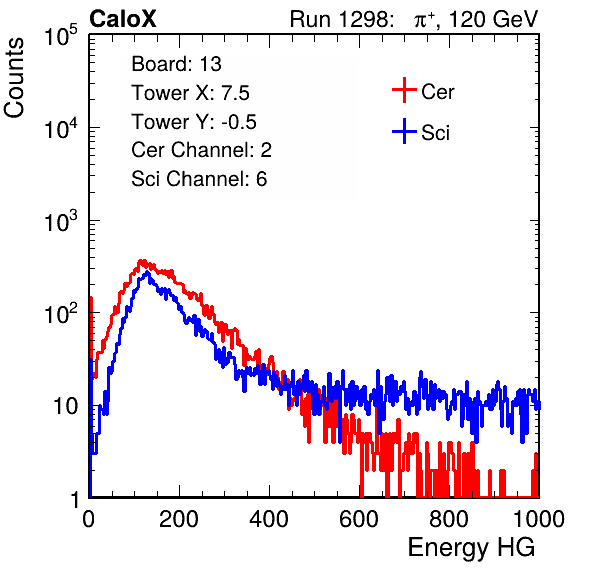 CaloX Run 1298: π⁺, 120 GeV
Counts
10⁵
10⁴
10³
10²
10
1
Board: 13
Tower X: 7.5
Tower Y: -0.5
Cer Channel: 2
Sci Channel: 6
Cer
Sci
0 200 400 600 800 1000
Energy HG